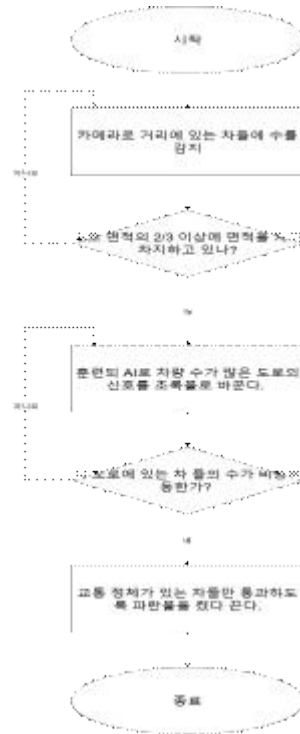 시작
카메라로 거리에 있는 차들에 수를
감지
아니요
면적의 2/3 이상에 면적을
차지하고 있나?
예
훈련된 AI로 차량 수가 많은 도로의
신호를 초록불로 바꾼다.
아니요
도로에 있는 차 들의 수가
동한가?
네
교통 정체가 있는 차들만 통과하도
록 파란불을 켰다 끈다.
종료